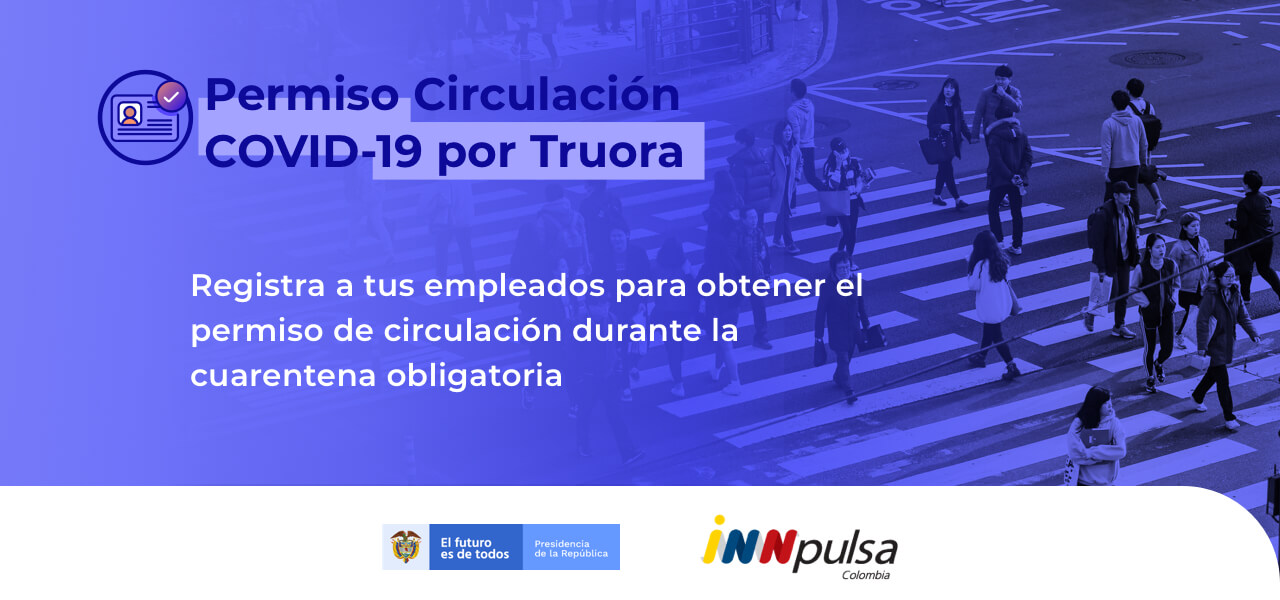 Permiso Circulación
COVID-19 por Truora
Registra a tus empleados para obtener el
permiso de circulación durante la
cuarentena obligatoria
El futuro
es de todos
Presidencia
de la República
iNNpulsa
Colombia